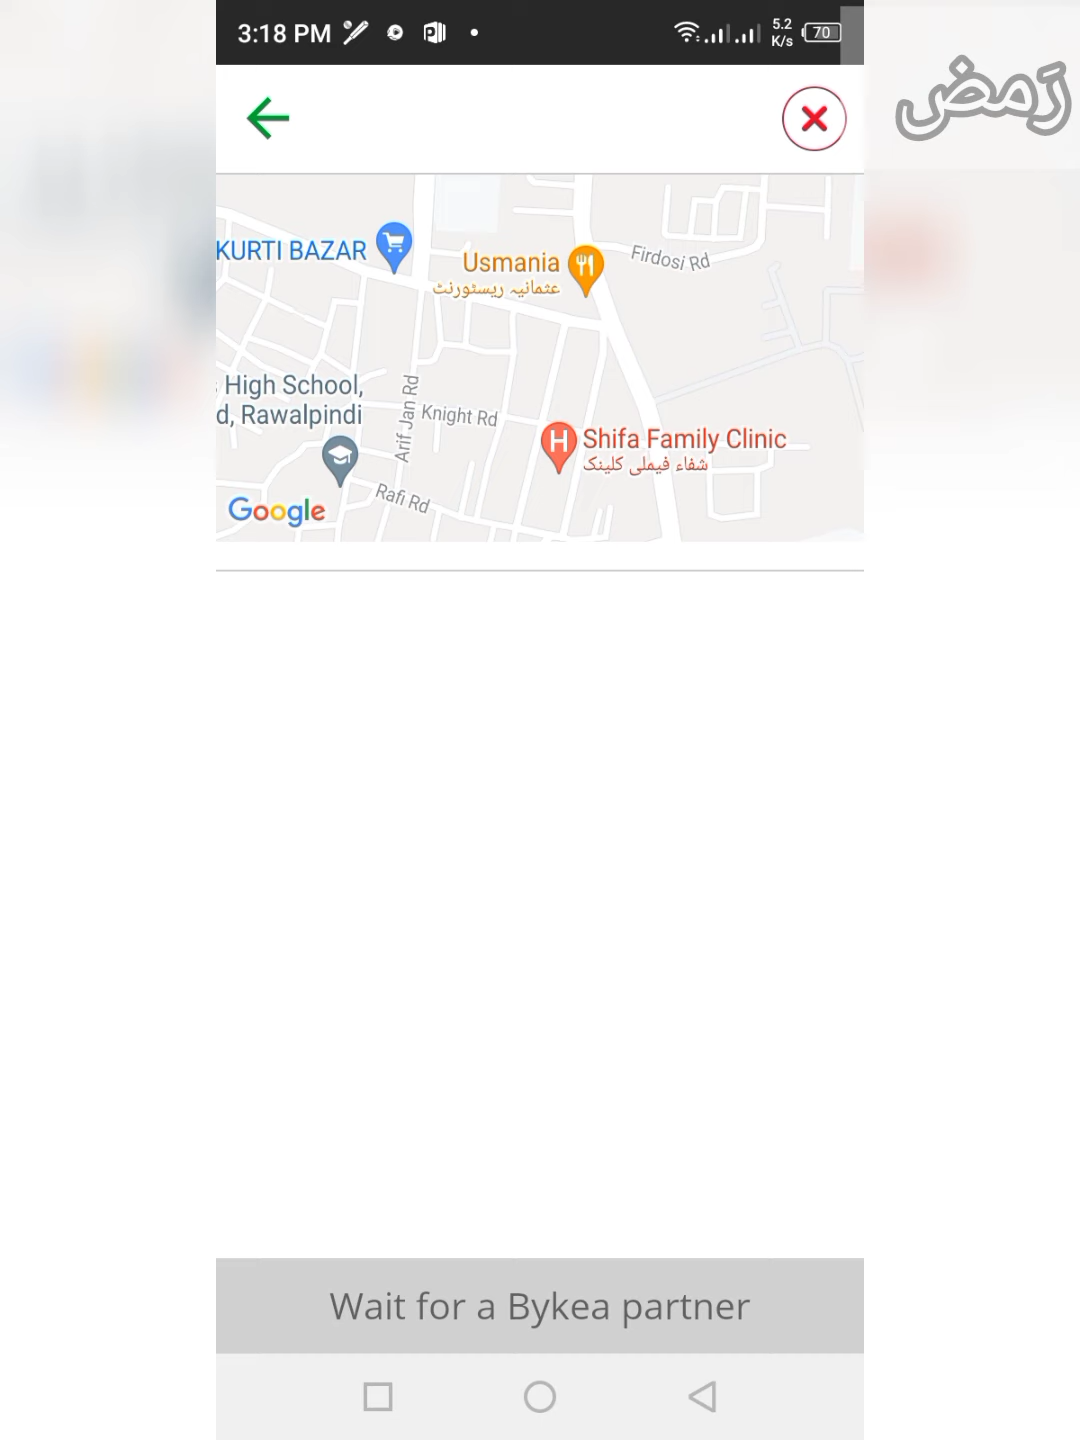 3:18 PM
5.2
K/s
70
رَمض
KURTI BAZAR
Usmania
عثمانیہ ریسٹورنٹ
Firdosi Rd
High School,
d, Rawalpindi
Arif Jan Rd
Knight Rd
Shifa Family Clinic
شفاء فیملی کلینک
Rafi Rd
Google
Wait for a Bykea partner